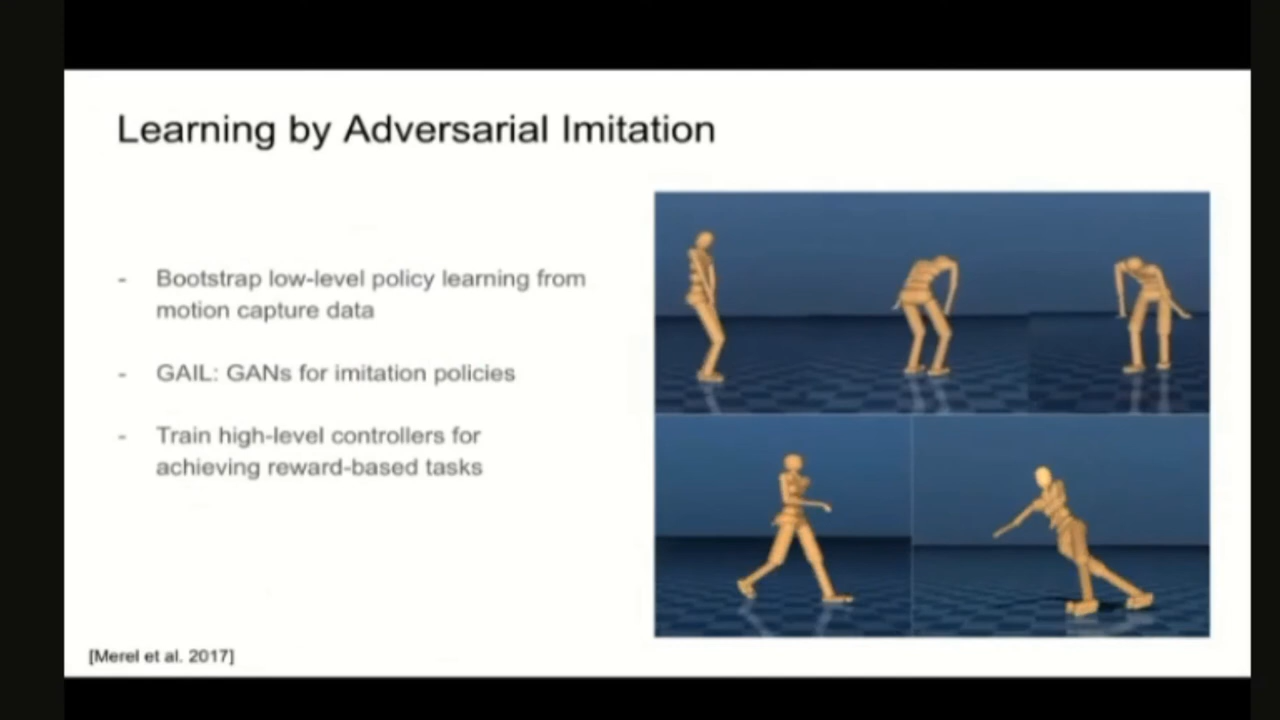 Learning by Adversarial Imitation
- Bootstrap low-level policy learning from
motion capture data
- GAIL: GANs for imitation policies
- Train high-level controllers for
achieving reward-based tasks
[Merel et al. 2017]